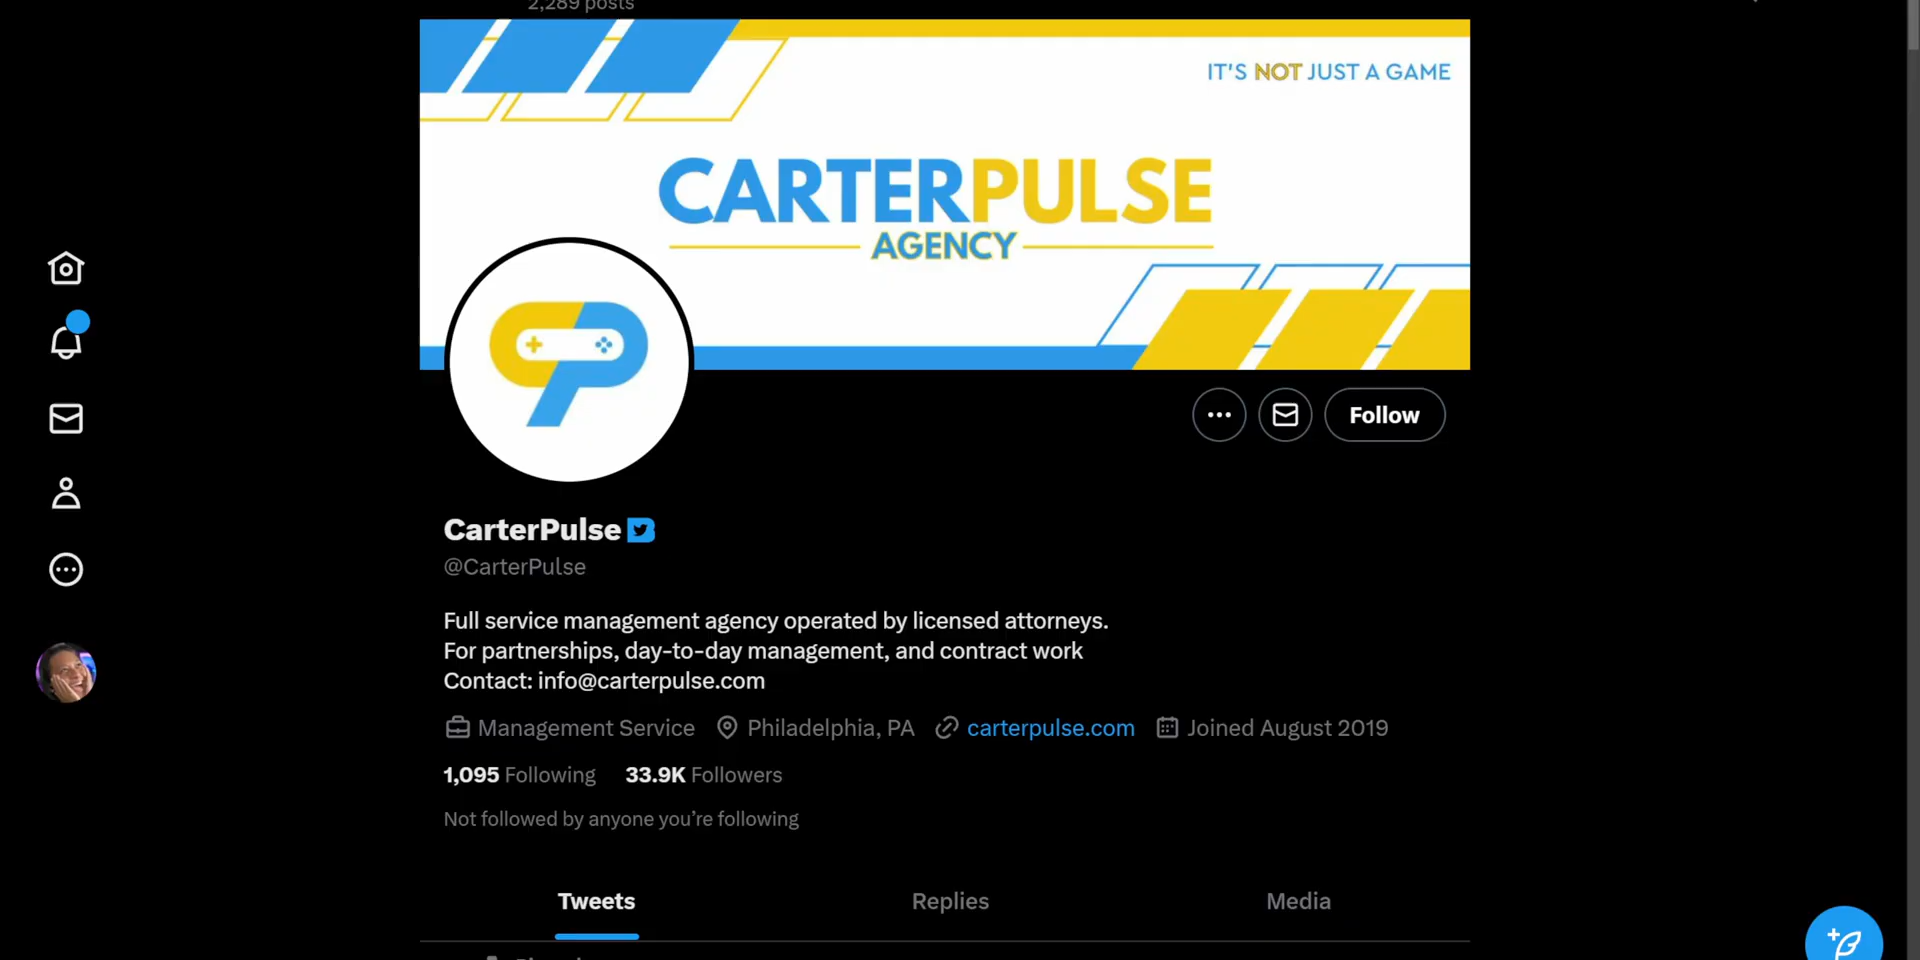 2,289 posts
IT'S NOT JUST A GAME
CARTERPULSE
AGENCY
Follow
CarterPulse
@CarterPulse
Full service management agency operated by licensed attorneys.
For partnerships, day-to-day management, and contract work
Contact: info@carterpulse.com
Management Service Philadelphia, PA carterpulse.com Joined August 2019
1,095 Following 33.9K Followers
Not followed by anyone you’re following
Tweets Replies Media